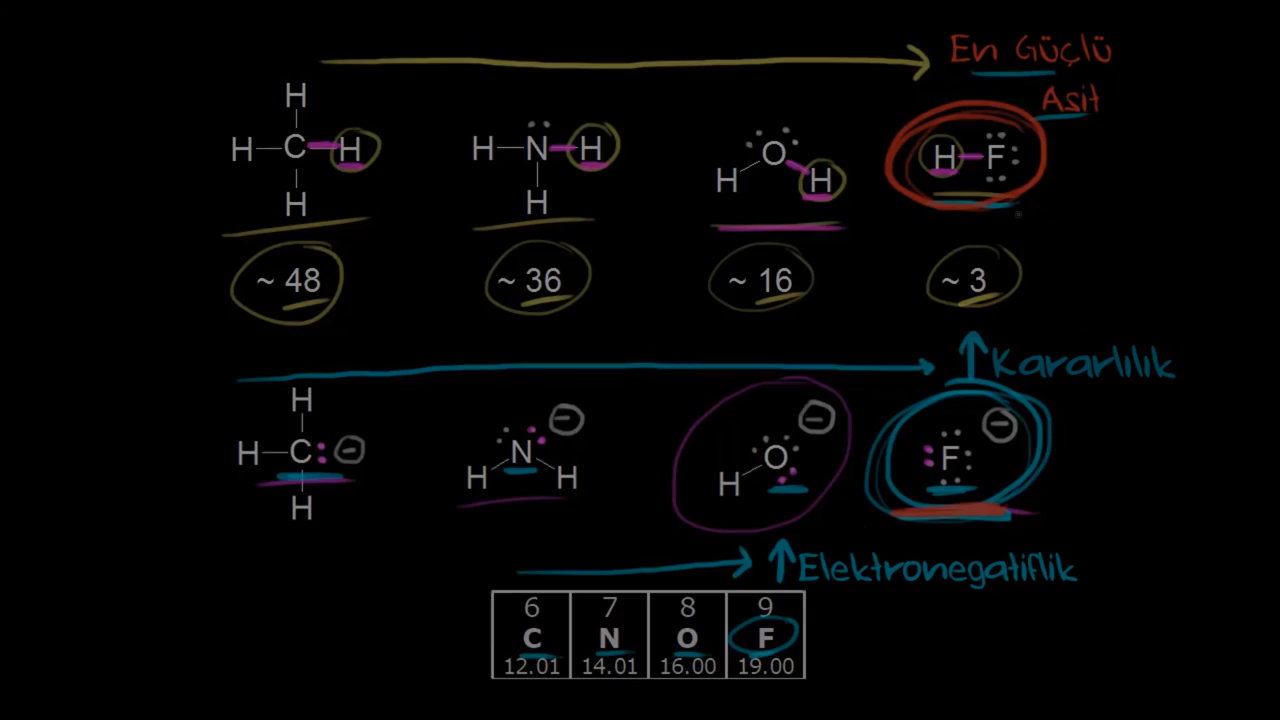 En Güçlü
Asit
H
H C H
H
H N H
H
O
H H
H F
~ 48 ~ 36 ~ 16 ~ 3
Kararlılık
H
H C: -
H
N -
H H
O -
H
F -
Elektronegatiflik
6 7 8 9
C N O F
12.01 14.01 16.00 19.00